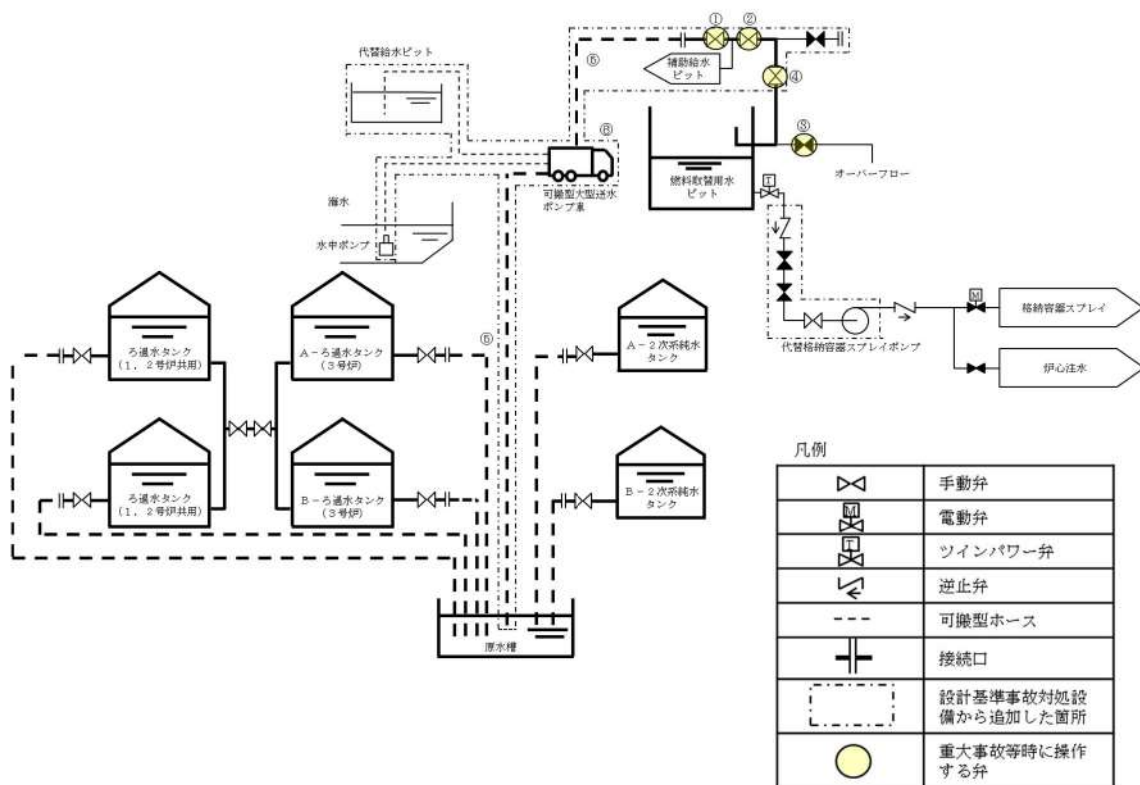 ①
②
代替給水ピット
⑥
補助給水
ピット
④
⑧
オーバーフロー
燃料取替用水
ピット
T
可搬型大型送水
ポンプ車
海水
水中ポンプ
M
格納容器スプレイ
代替格納容器スプレイポンプ
炉心注水
ろ過水タンク
(1,2号炉共用)
A-ろ過水タンク
(3号炉)
A-2次系純水
タンク
ろ過水タンク
(1,2号炉共用)
B-ろ過水タンク
(3号炉)
B-2次系純水
タンク
原水槽
凡例
手動弁
M
電動弁
T
ツインパワー弁
逆止弁
可搬型ホース
接続口
設計基準事故対処設
備から追加した箇所
重大事故等時に操作
する弁